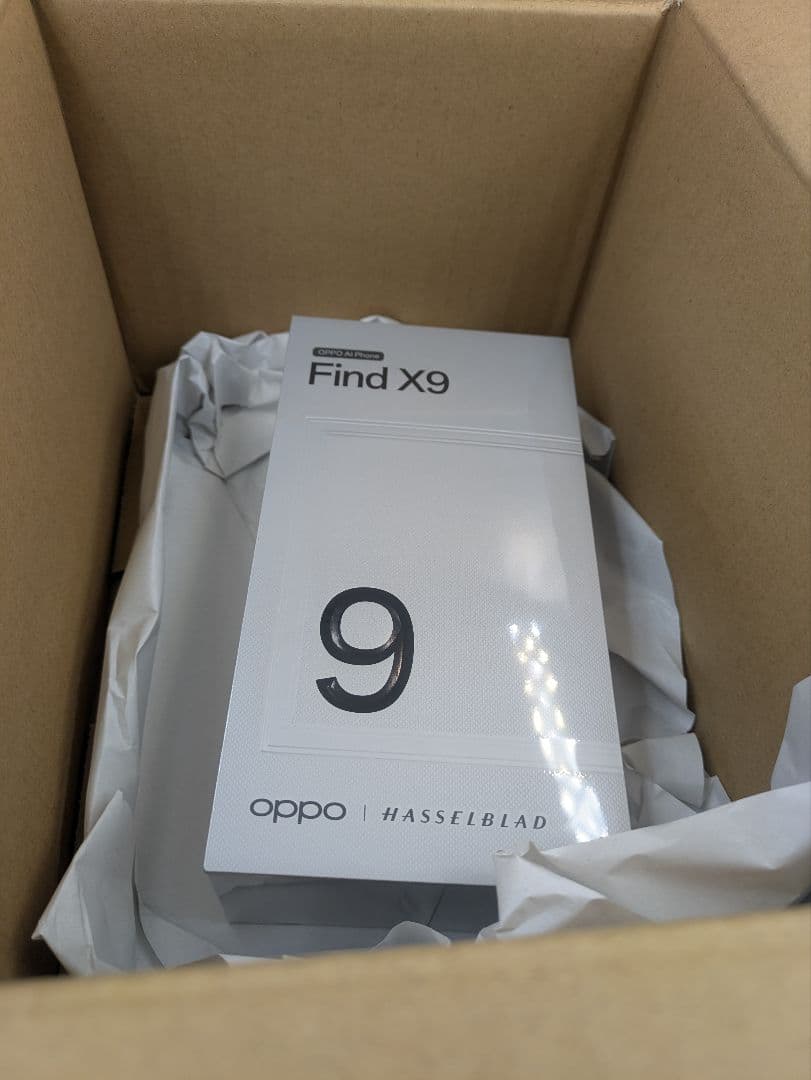 OPPO AI Phone
Find X9
9
oppo | HASSELBLAD